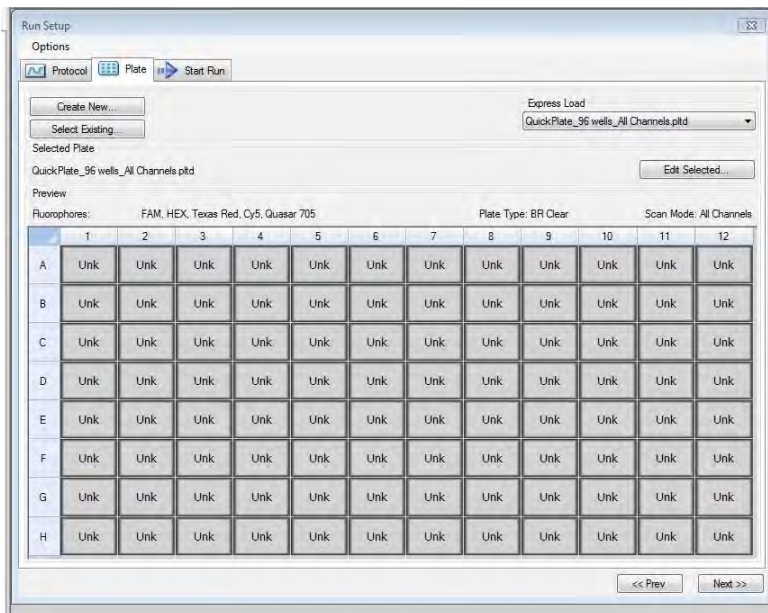 Run Setup
Options
Protocol Plate Start Run
Create New... Express Load
Select Existing... QuickPlate_96 wells_All Channels.pltd
Selected Plate
QuickPlate_96 wells_All Channels.pltd Edit Selected...
Preview
Fluorophores: FAM, HEX, Texas Red, Cy5, Quasar 705 Plate Type: BR Clear Scan Mode: All Channels
1 2 3 4 5 6 7 8 9 10 11 12
A Unk Unk Unk Unk Unk Unk Unk Unk Unk Unk Unk Unk
B Unk Unk Unk Unk Unk Unk Unk Unk Unk Unk Unk Unk
C Unk Unk Unk Unk Unk Unk Unk Unk Unk Unk Unk Unk
D Unk Unk Unk Unk Unk Unk Unk Unk Unk Unk Unk Unk
E Unk Unk Unk Unk Unk Unk Unk Unk Unk Unk Unk Unk
F Unk Unk Unk Unk Unk Unk Unk Unk Unk Unk Unk Unk
G Unk Unk Unk Unk Unk Unk Unk Unk Unk Unk Unk Unk
H Unk Unk Unk Unk Unk Unk Unk Unk Unk Unk Unk Unk
<< Prev Next >>